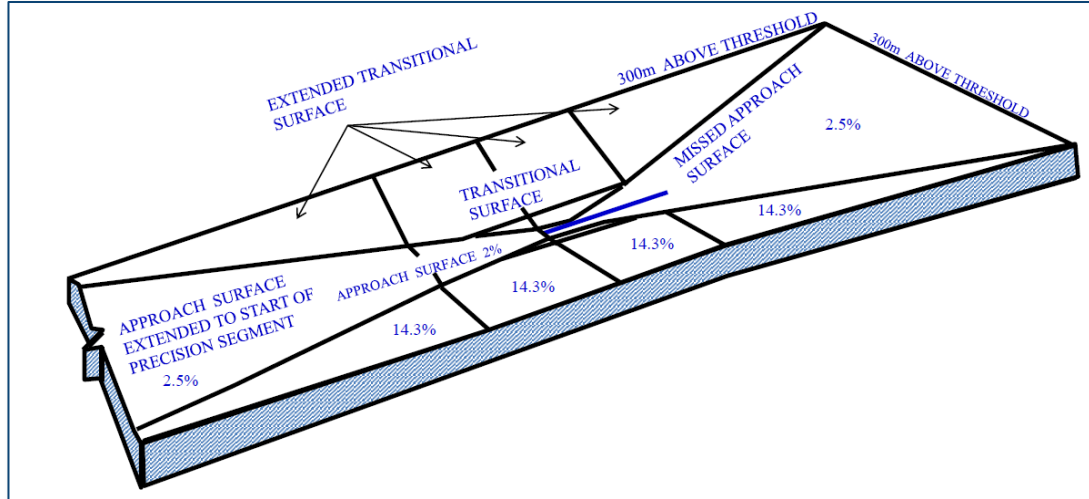 EXTENDED TRANSITIONAL
SURFACE
300m ABOVE THRESHOLD
300m ABOVE THRESHOLD
MISSED APPROACH
SURFACE
2.5%
TRANSITIONAL
SURFACE
14.3%
14.3%
14.3%
14.3%
APPROACH SURFACE 2%
APPROACH SURFACE
EXTENDED TO START OF
PRECISION SEGMENT
2.5%